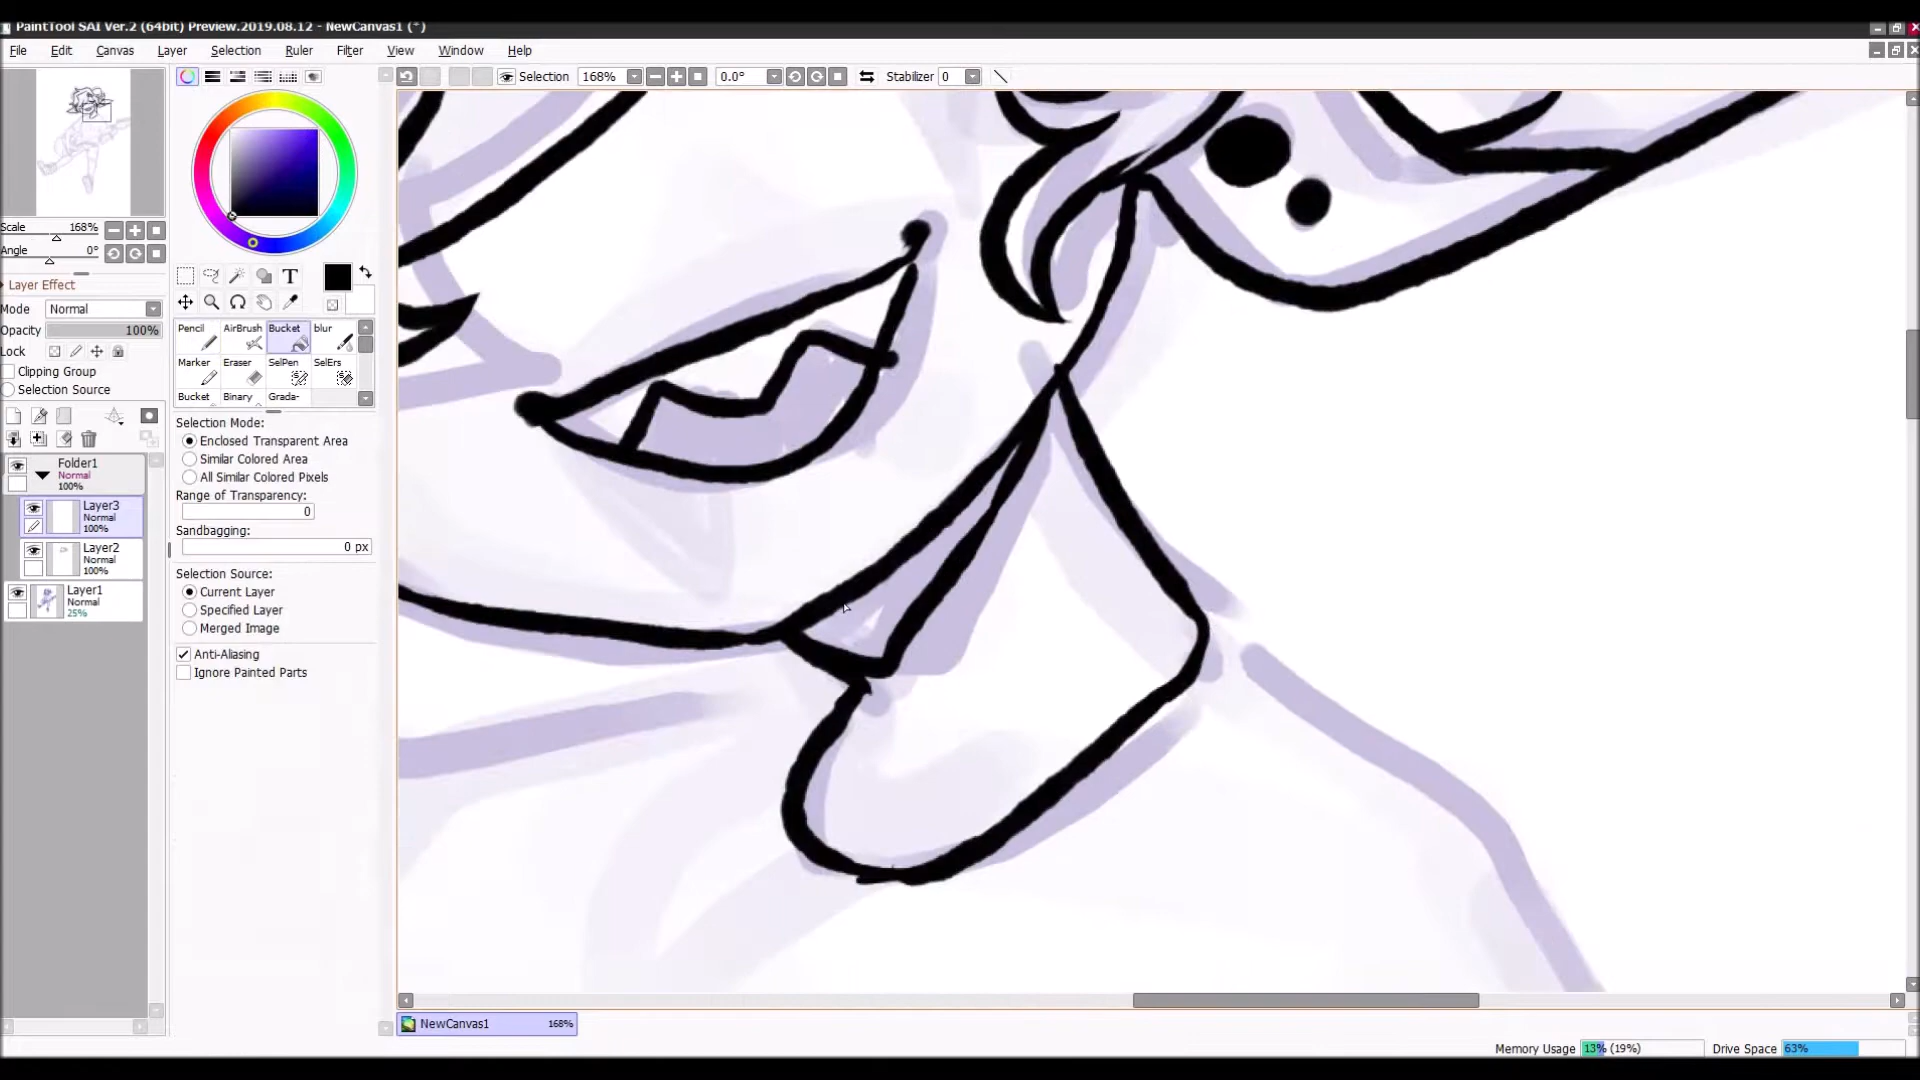 PaintTool SAI Ver.2 (64bit) Preview.2019.08.12 - NewCanvas1 (*)
File Edit Canvas Layer Selection Ruler Filter View Window Help
Selection 168% 0.0° Stabilizer 0
Scale 168%
Angle 0°
Layer Effect
Mode Normal
Opacity 100%
Lock
Clipping Group
Selection Source
Folder1
Normal
100%
Layer3
Normal
100%
Layer2
Normal
100%
Layer1
Normal
25%
T
Pencil AirBrush Bucket blur
Marker Eraser SelPen SelErs
Bucket Binary Grada-
Selection Mode:
Enclosed Transparent Area
Similar Colored Area
All Similar Colored Pixels
Range of Transparency:
0
Sandbagging:
0 px
Selection Source:
Current Layer
Specified Layer
Merged Image
Anti-Aliasing
Ignore Painted Parts
NewCanvas1 168%
Memory Usage 13% (19%) Drive Space 63%